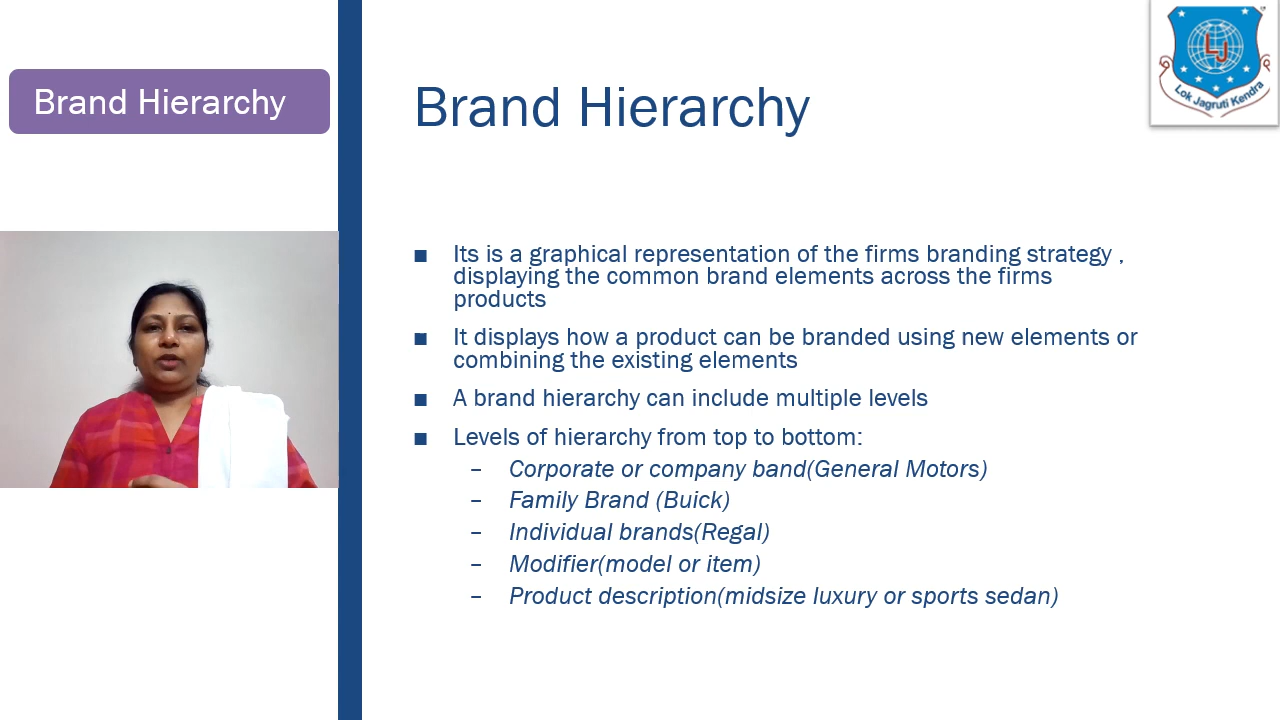 Brand Hierarchy
Brand Hierarchy
LJ
Lok Jagruti Kendra
■ Its is a graphical representation of the firms branding strategy ,
displaying the common brand elements across the firms
products
■ It displays how a product can be branded using new elements or
combining the existing elements
■ A brand hierarchy can include multiple levels
■ Levels of hierarchy from top to bottom:
– Corporate or company band(General Motors)
– Family Brand (Buick)
– Individual brands(Regal)
– Modifier(model or item)
– Product description(midsize luxury or sports sedan)